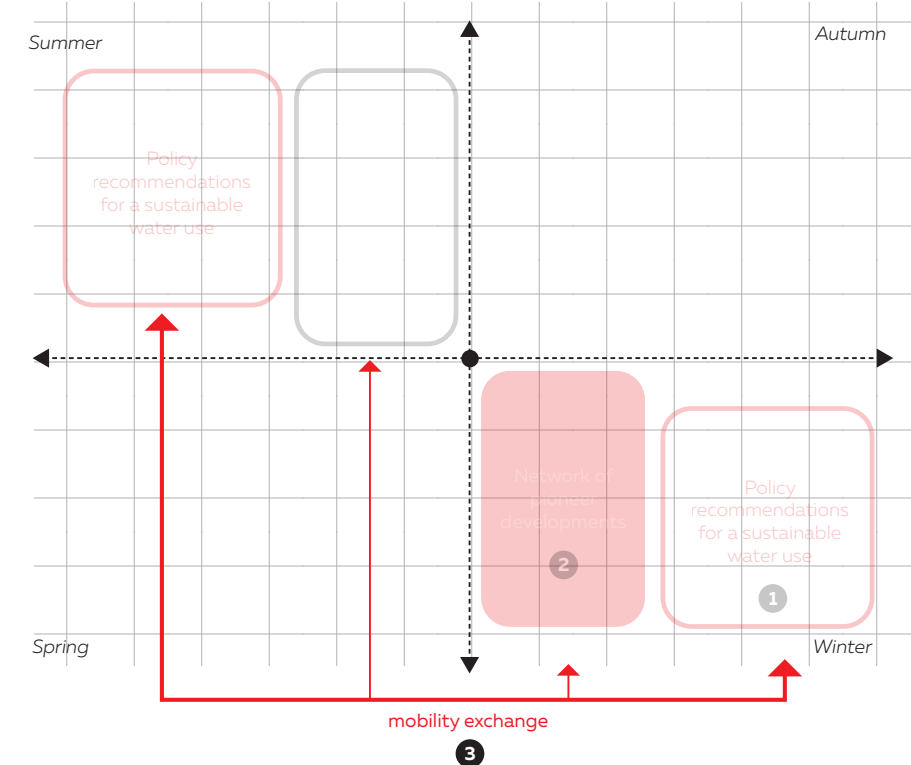 Summer
Autumn
Policy
recommendations
for a sustainable
water use
Network of
pioneer
developments
2
Policy
recommendations
for a sustainable
water use
1
Spring
Winter
mobility exchange
3